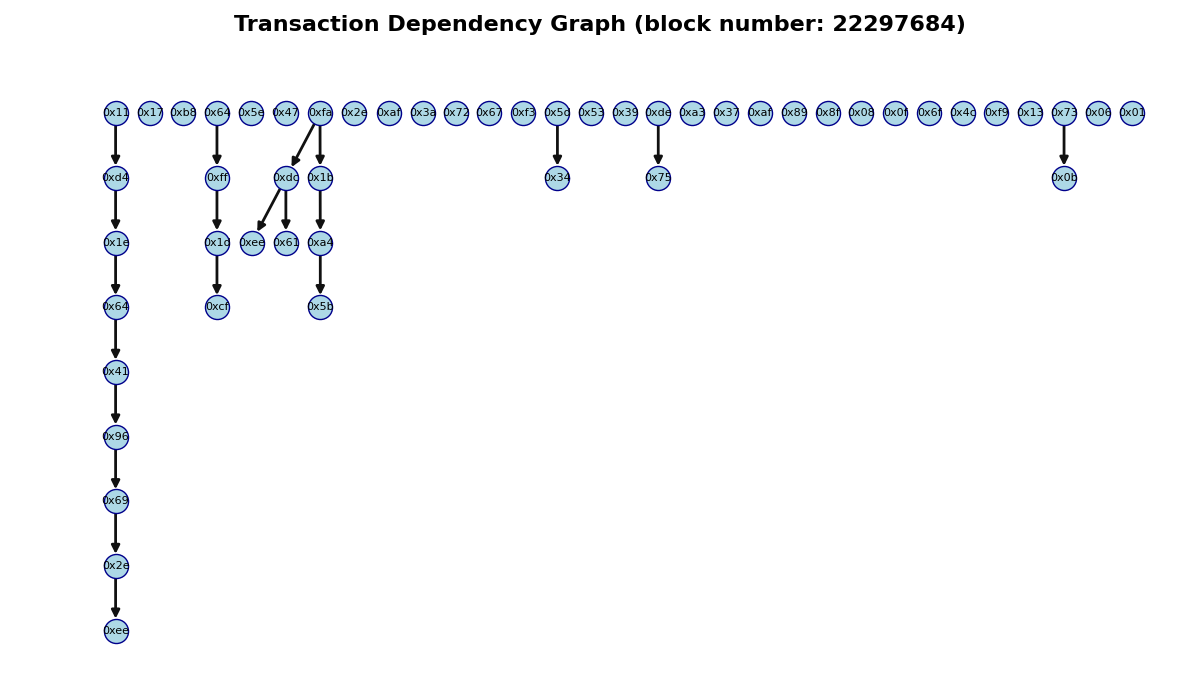 Transaction Dependency Graph (block number: 22297684)
0x11 0x17 0xb8 0x64 0x5e 0x47 0xfa 0x2e 0xaf 0x3a 0x72 0x67 0xf3 0x5d 0x53 0x39 0xde 0xa3 0x37 0xaf 0x89 0x8f 0x08 0x0f 0x6f 0x4c 0xf9 0x13 0x73 0x06 0x01
0xd4 0xff 0xdc 0x1b 0x34 0x75 0x0b
0x1e 0x1d 0xee 0x61 0xa4
0x64 0xcf 0x5b
0x41
0x96
0x69
0x2e
0xee